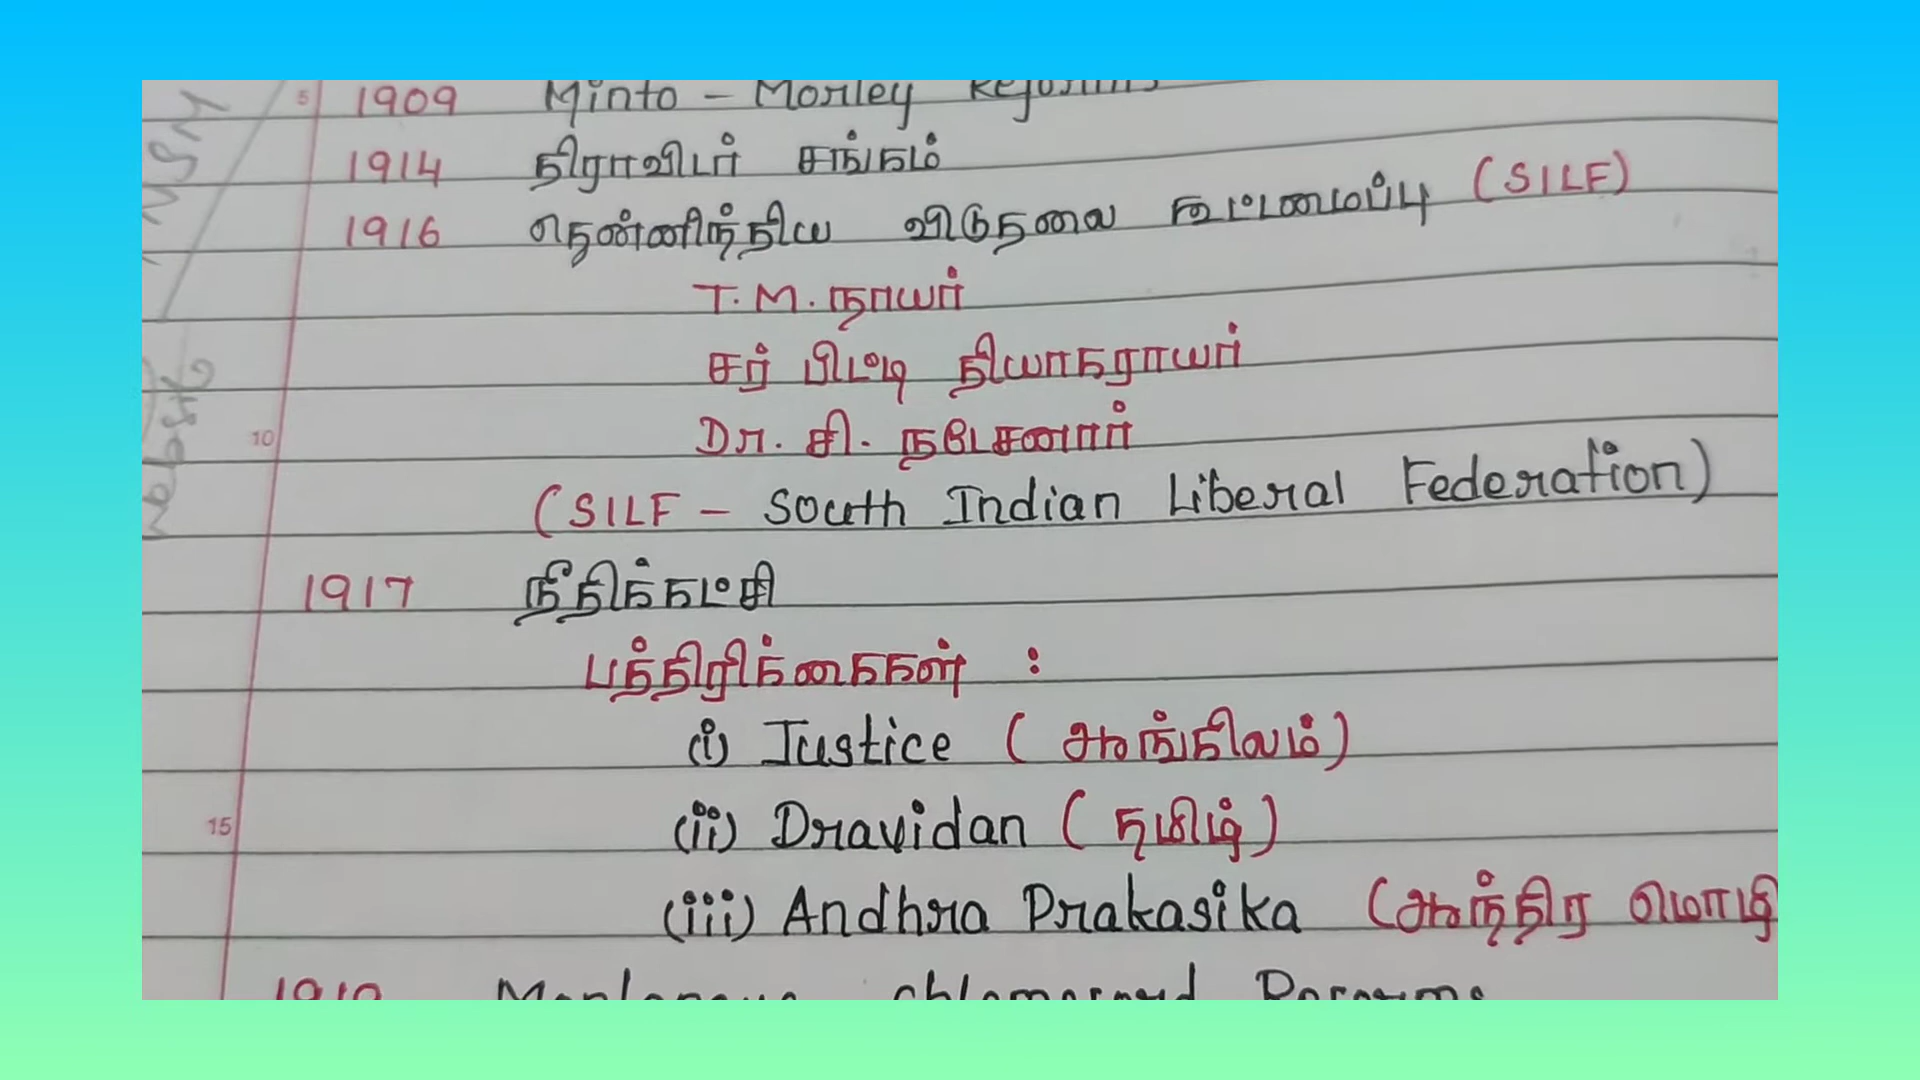 1909 Minto - Morley Reforms
1914 திராவிடர் சங்கம்
1916 தென்னிந்திய விடுதலை கூட்டமைப்பு (SILF)
T. M. நாயர்
சர் பிட்டி தியாகராயர்
Dr. சி. நடேசனார்
(SILF - South Indian Liberal Federation)
1917 நீதிக்கட்சி
பத்திரிக்கைகள் :
(i) Justice (ஆங்கிலம்)
(ii) Dravidan (தமிழ்)
(iii) Andhra Prakasika (ஆந்திர மொழி